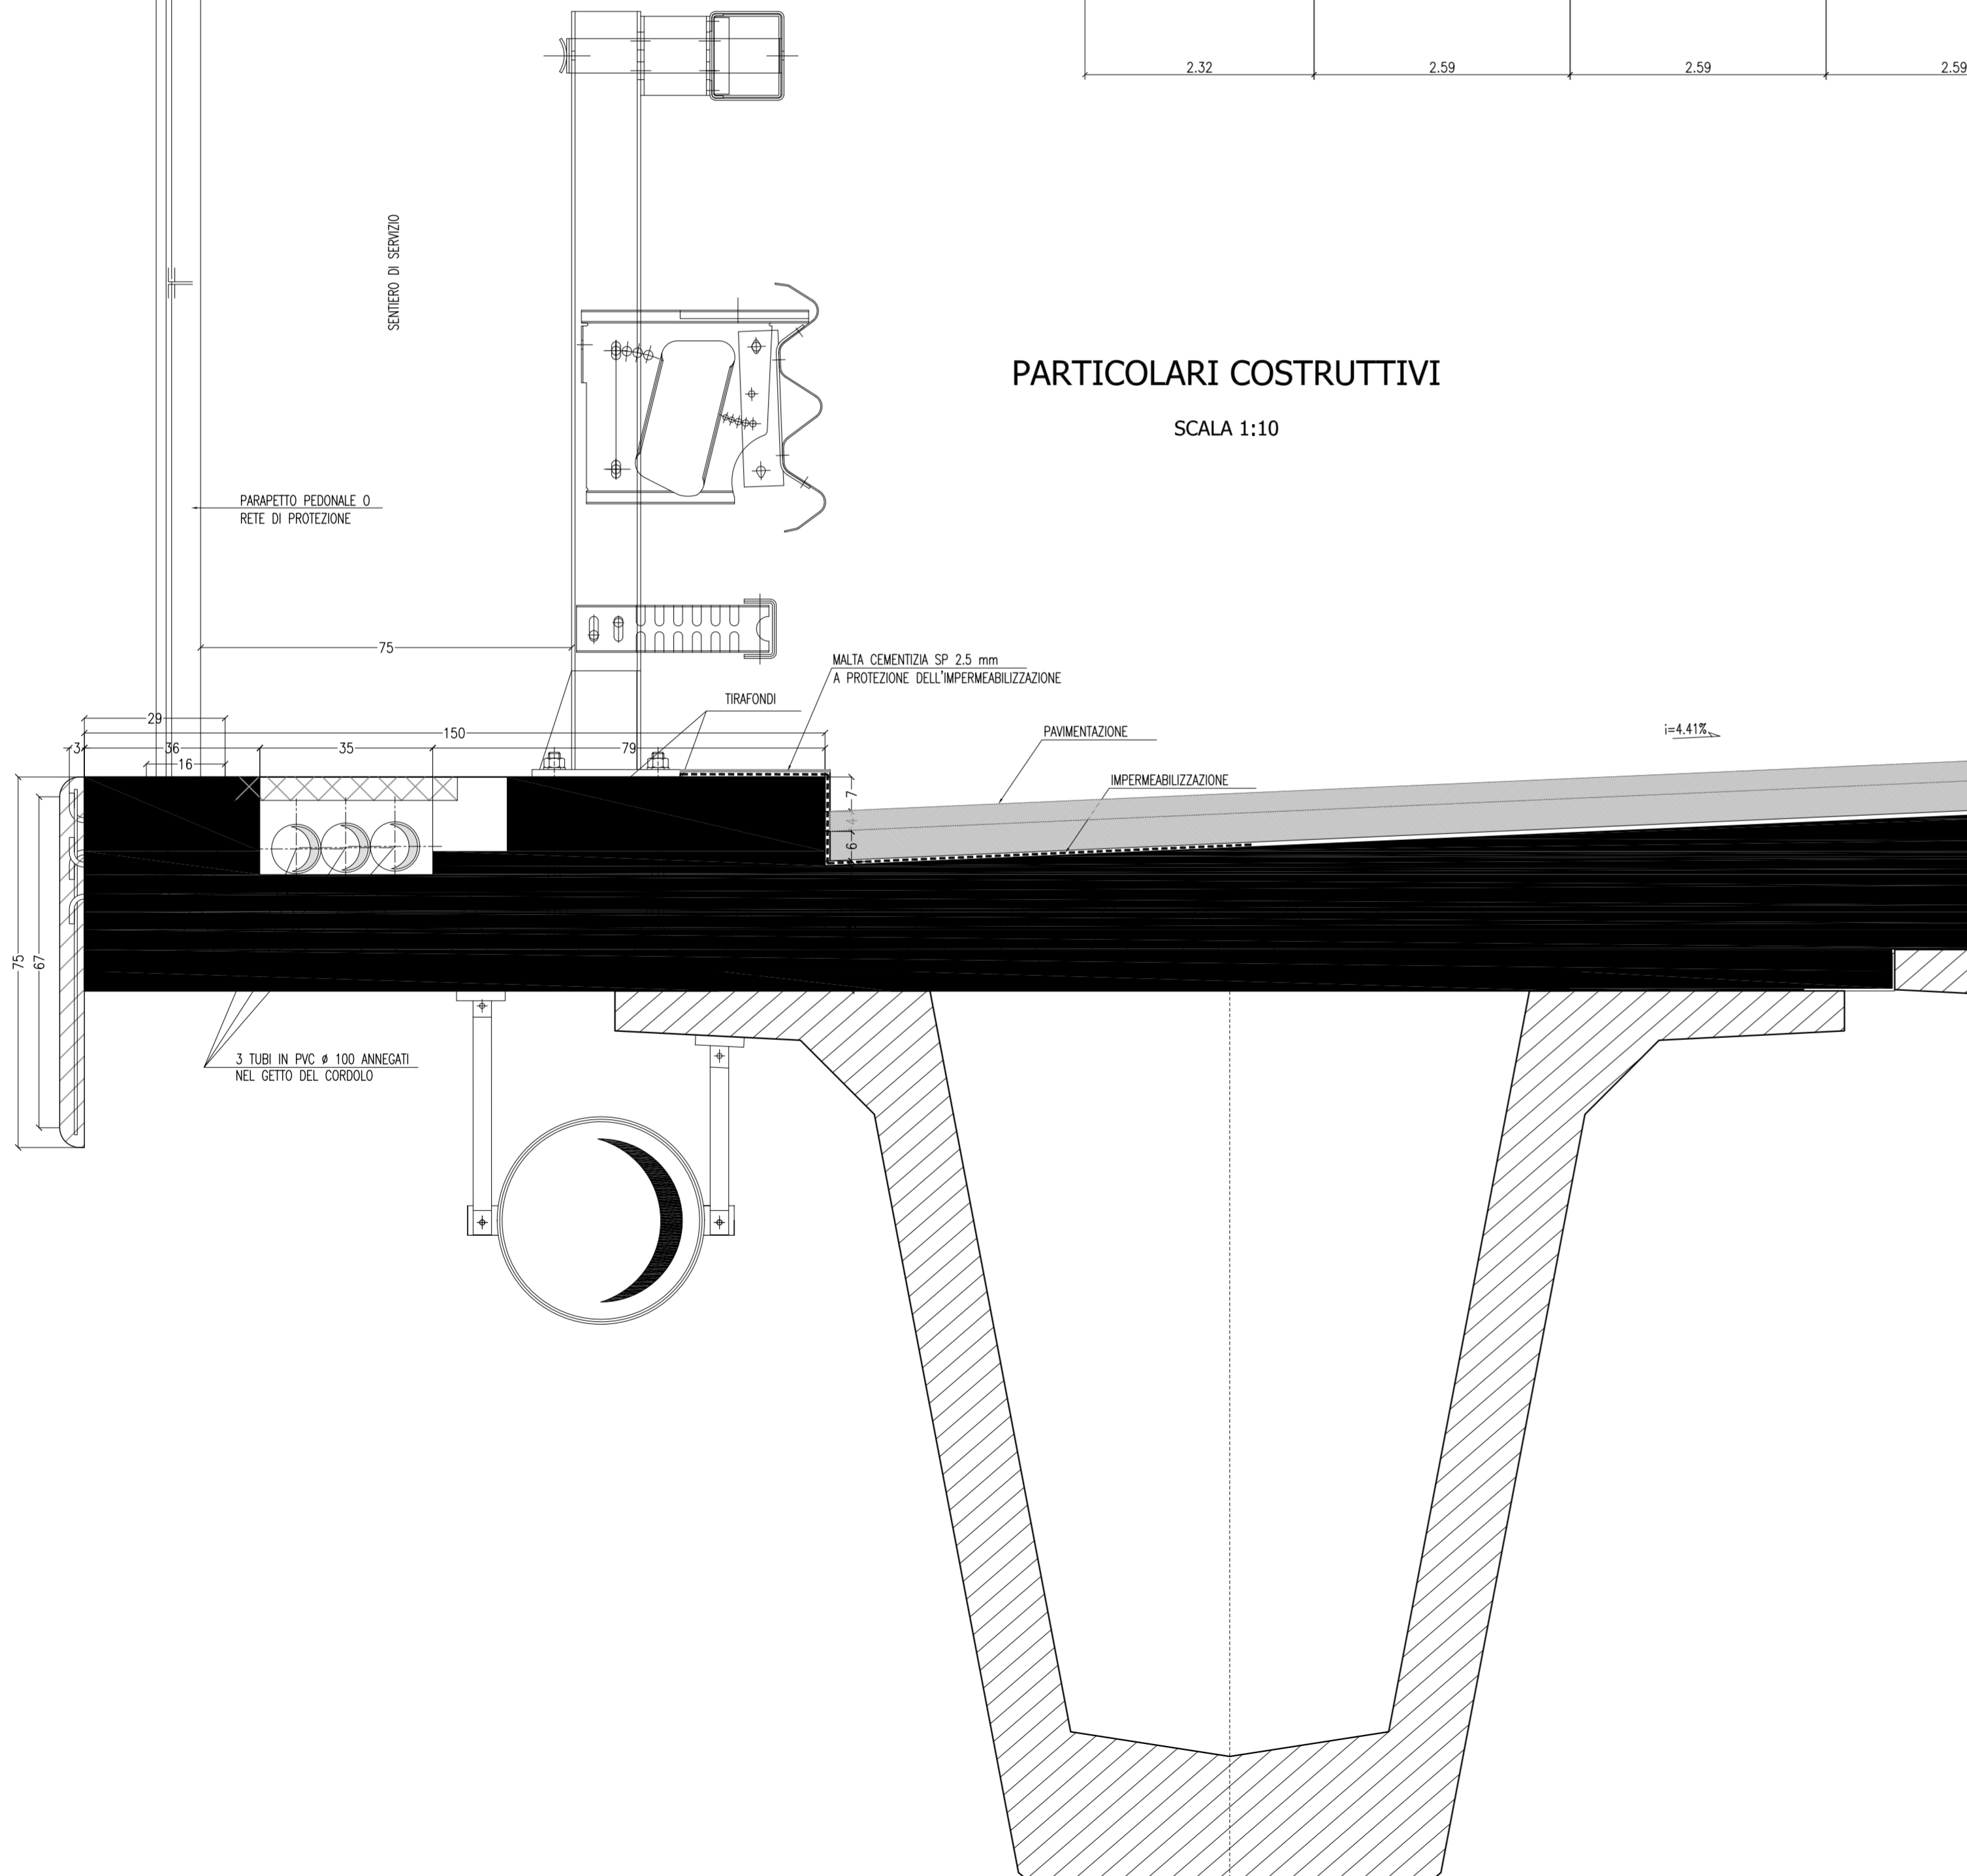 2.32
2.59
2.59
2.59
SENTIERO DI SERVIZIO
PARTICOLARI COSTRUTTIVI
SCALA 1:10
PARAPETTO PEDONALE O
RETE DI PROTEZIONE
75
MALTA CEMENTIZIA SP 2.5 mm
A PROTEZIONE DELL'IMPERMEABILIZZAZIONE
TIRAFONDI
29
150
PAVIMENTAZIONE
i=4.41%
3
36
35
79
16
IMPERMEABILIZZAZIONE
7
4
6
75
67
3 TUBI IN PVC ø 100 ANNEGATI
NEL GETTO DEL CORDOLO